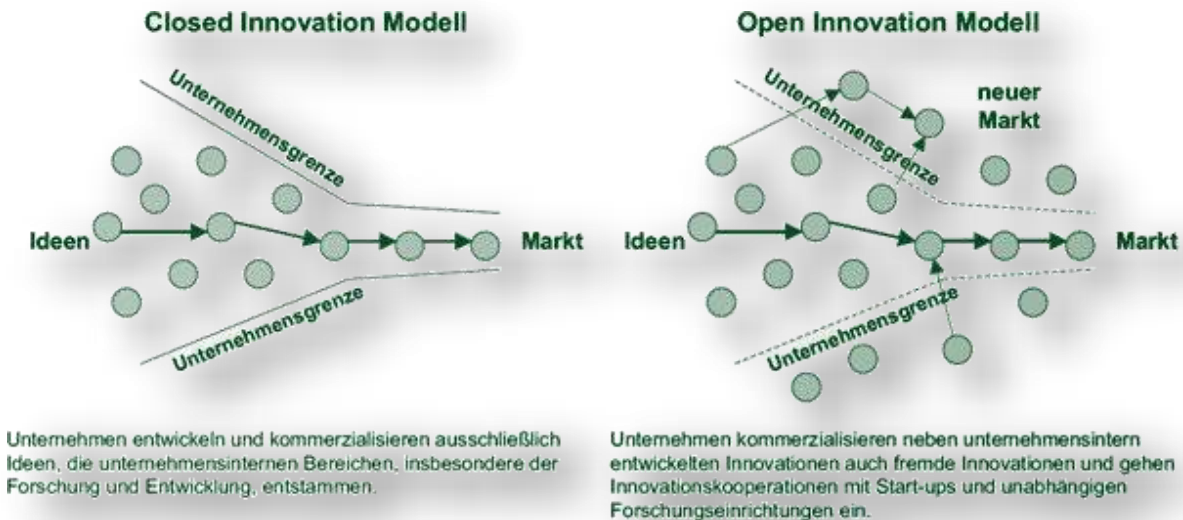 Closed Innovation Modell
Unternehmensgrenze
Ideen
Markt
Unternehmensgrenze
Unternehmen entwickeln und kommerzialisieren ausschließlich
Ideen, die unternehmensinternen Bereichen, insbesondere der
Forschung und Entwicklung, entstammen.
Open Innovation Modell
Unternehmensgrenze
neuer
Markt
Ideen
Markt
Unternehmensgrenze
Unternehmen kommerzialisieren neben unternehmensintern
entwickelten Innovationen auch fremde Innovationen und gehen
Innovationskooperationen mit Start-ups und unabhängigen
Forschungseinrichtungen ein.